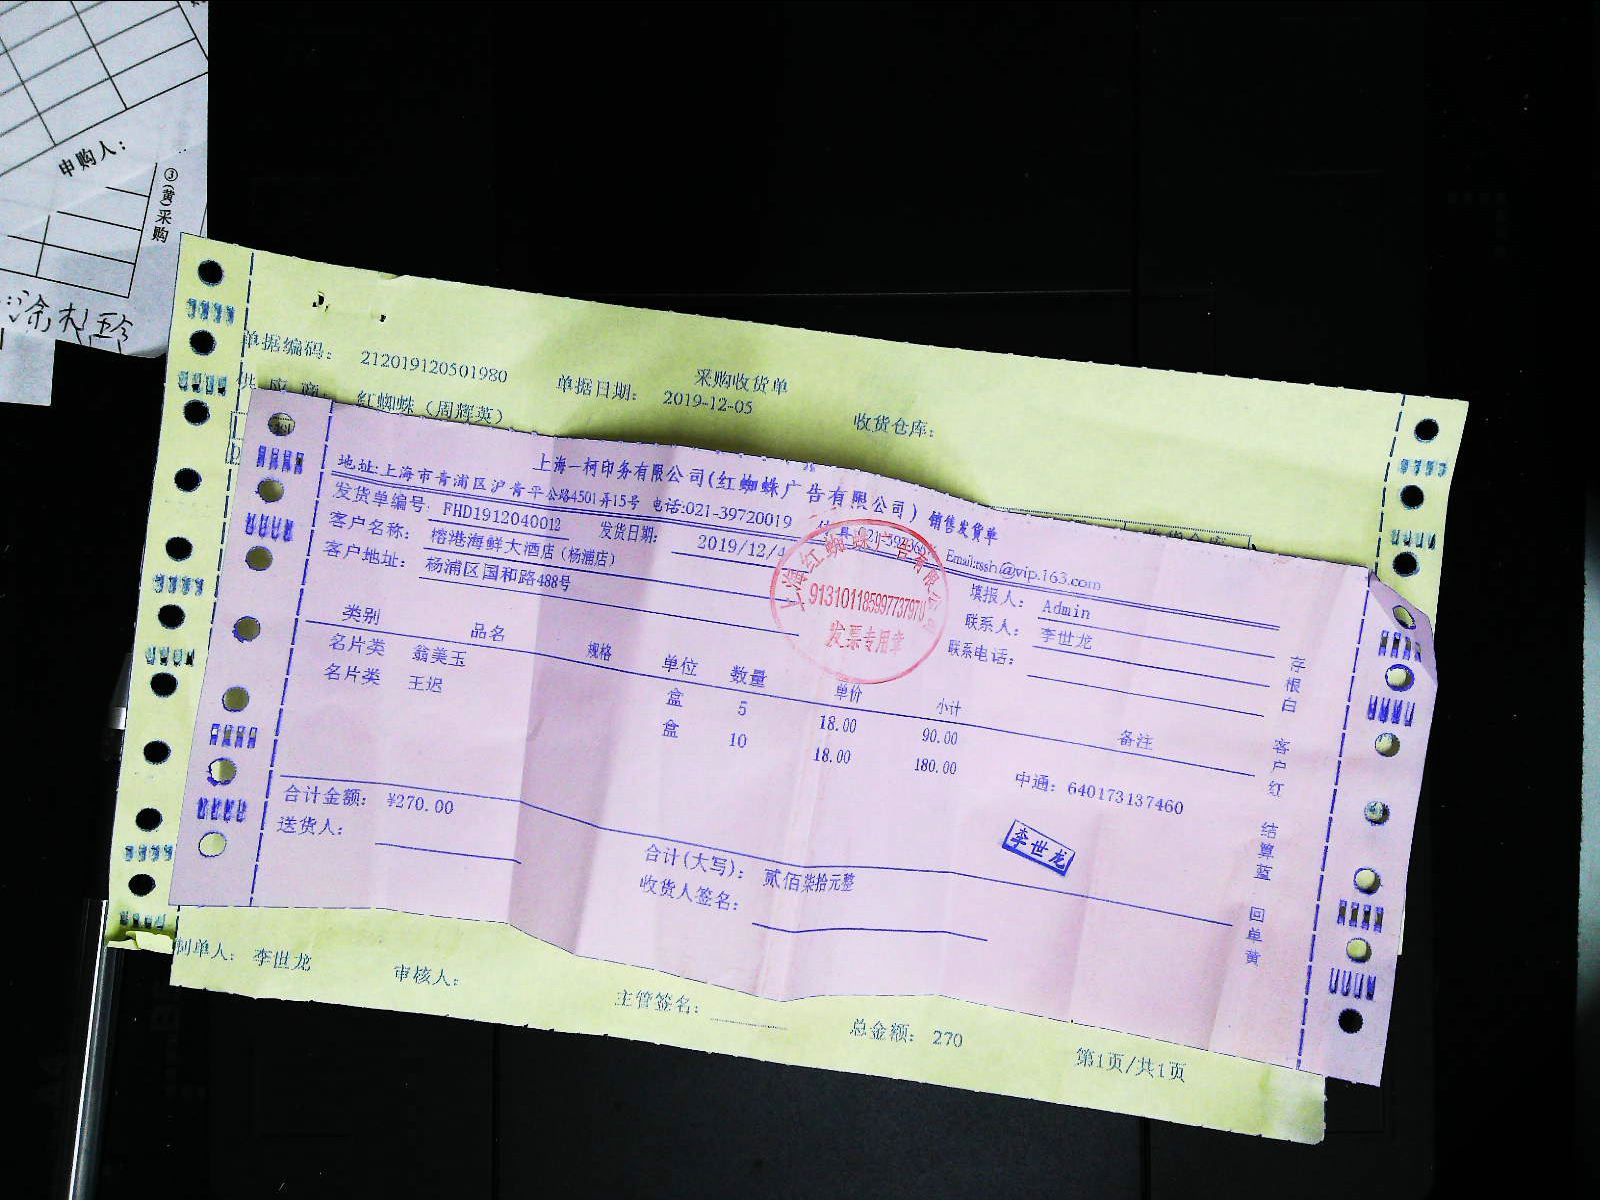 申购人：
③(黄)采购
采购收货单
单据编码： 212019120501980 单据日期： 2019-12-05 收货仓库：
供应商 红蜘蛛（周辉英）
上海一柯印务有限公司(红蜘蛛广告有限公司) 销售发货单
地址:上海市青浦区沪青平公路4501弄15号 电话:021-39720019 Email:ssh@vip.163.com
发货单编号: FHD1912040012 发货日期: 2019/12/4 填报人： Admin
客户名称： 榕港海鲜大酒店（杨浦店） 联系人： 李世龙
客户地址： 杨浦区国和路488号 联系电话：
上海红蜘蛛广告有限公司
913101185997737970
发票专用章
类别 品名 规格 单位 数量 单价 小计 备注
名片类 翁美玉 盒 5 18.00 90.00
名片类 王迟 盒 10 18.00 180.00 中通：640173137460
合计金额： ¥270.00 合计(大写)： 贰佰柒拾元整
送货人： 收货人签名：
李世龙
存根白 客户红 结算蓝 回单黄
制单人： 李世龙 审核人： 主管签名： 总金额： 270 第1页/共1页